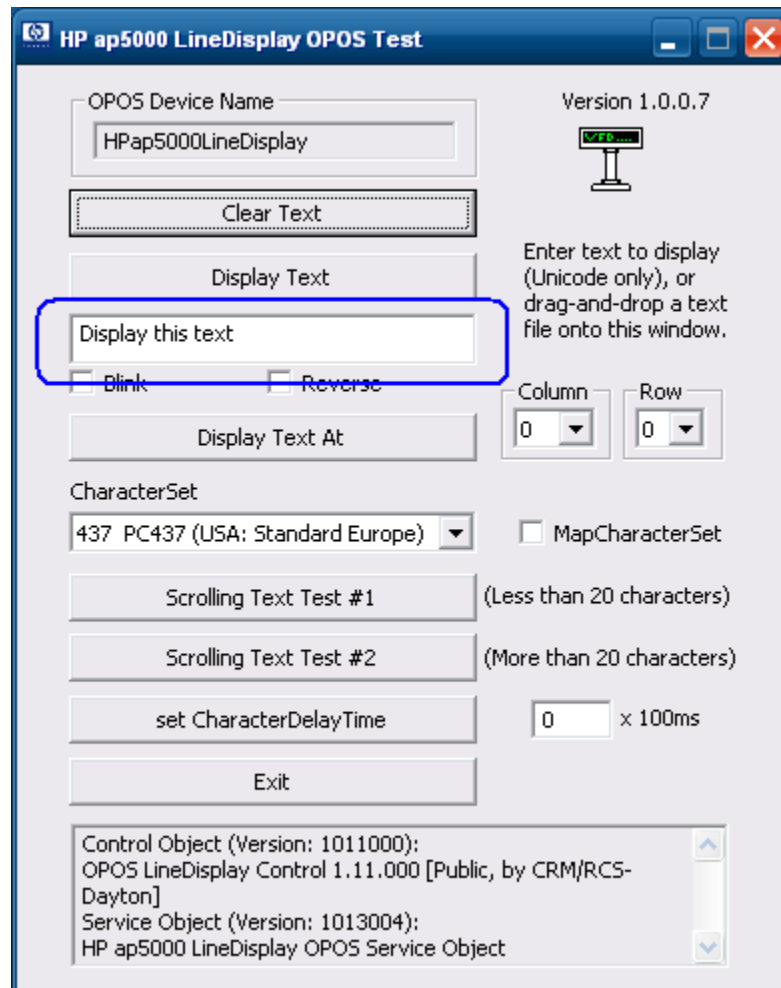 HP ap5000 LineDisplay OPOS Test
OPOS Device Name
Version 1.0.0.7
HPap5000LineDisplay
VFD....
Clear Text
Display Text
Enter text to display
(Unicode only), or
drag-and-drop a text
file onto this window.
Display this text
Blink Reverse
Column Row
Display Text At
0 0
CharacterSet
437 PC437 (USA: Standard Europe)
MapCharacterSet
Scrolling Text Test #1 (Less than 20 characters)
Scrolling Text Test #2 (More than 20 characters)
set CharacterDelayTime 0 x 100ms
Exit
Control Object (Version: 1011000):
OPOS LineDisplay Control 1.11.000 [Public, by CRM/RCS-
Dayton]
Service Object (Version: 1013004):
HP ap5000 LineDisplay OPOS Service Object